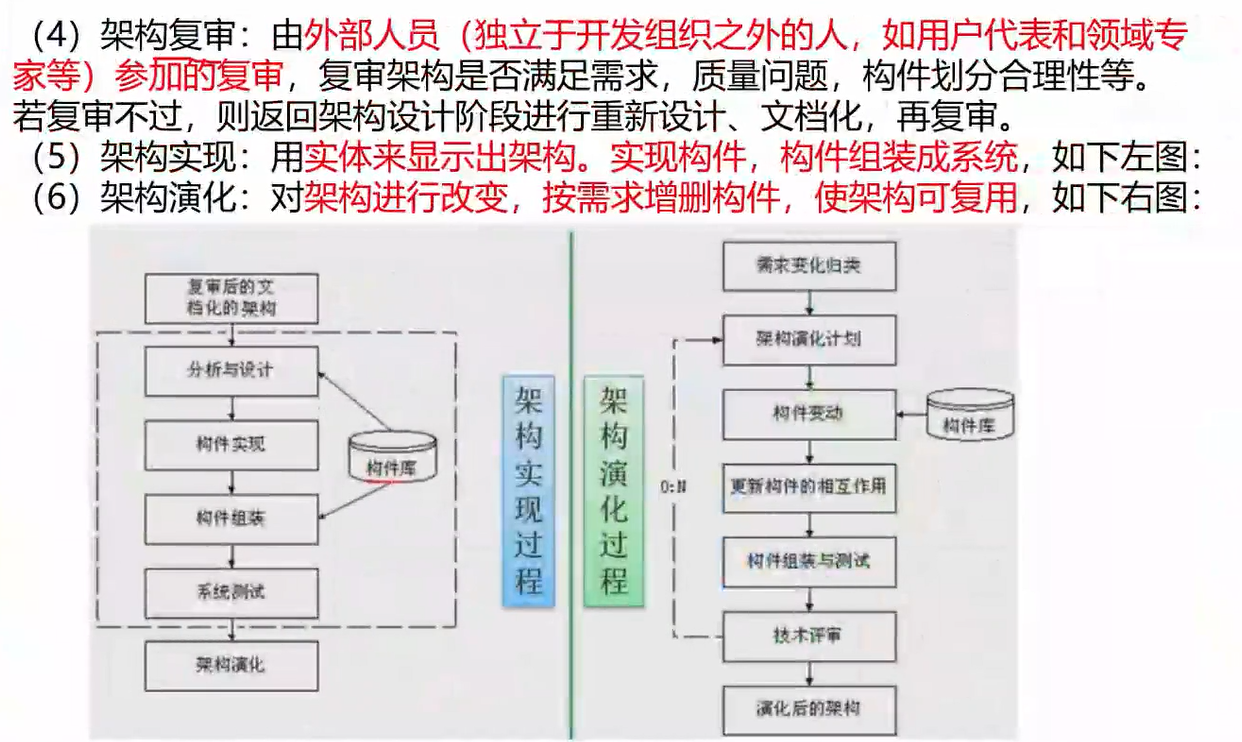 （4）架构复审：由外部人员（独立于开发组织之外的人，如用户代表和领域专
家等）参加的复审，复审架构是否满足需求，质量问题，构件划分合理性等。
若复审不过，则返回架构设计阶段进行重新设计、文档化，再复审。
（5）架构实现：用实体来显示出架构。实现构件，构件组装成系统，如下左图：
（6）架构演化：对架构进行改变，按需求增删构件，使架构可复用，如下右图：
复审后的文
档化的架构
分析与设计
构件实现
构件库
构件组装
系统测试
架构演化
架构实现过程
架构演化过程
需求变化归类
架构演化计划
构件变动
构件库
0:N
更新构件的相互作用
构件组装与测试
技术评审
演化后的架构